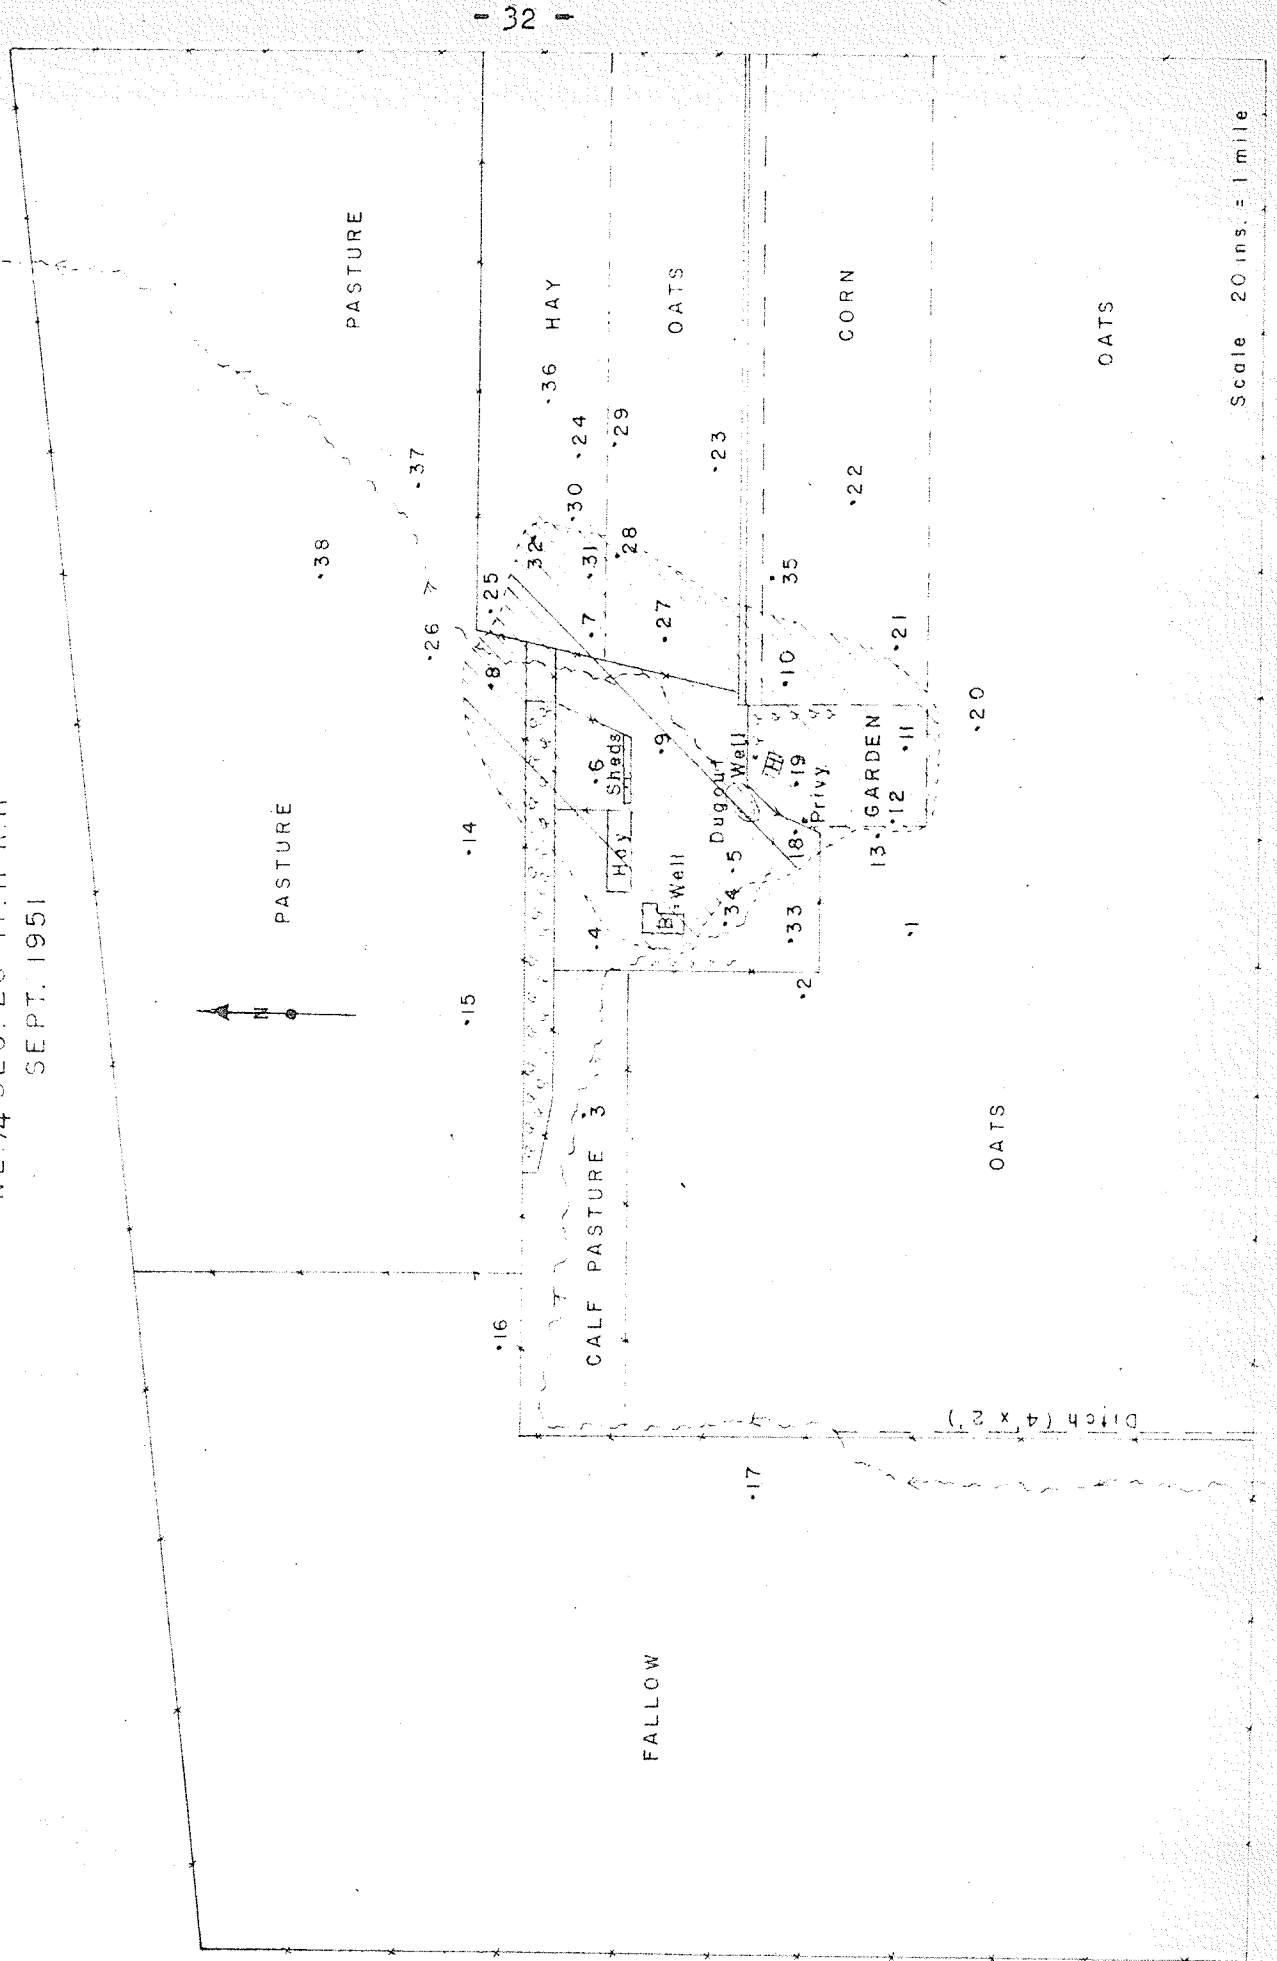 - 32 -
SEPT. 1951
N
PASTURE
PASTURE
.38
.37
.26
.14
.15
.16
.25
.8
.36 HAY
.24
.29
.30
32
.31
.28
.7
.27
OATS
.23
.6
Sheds
Hay
.9
.4
B
.Well
Dugout
Well
H
.5
.34
.33
18.
.19
Privy
.2
.10
.35
CORN
.22
.21
GARDEN
.11
.12
13.
.1
.20
CALF PASTURE 3
.17
Ditch (4' x 2')
FALLOW
OATS
OATS
Scale 20 ins. = 1 mile